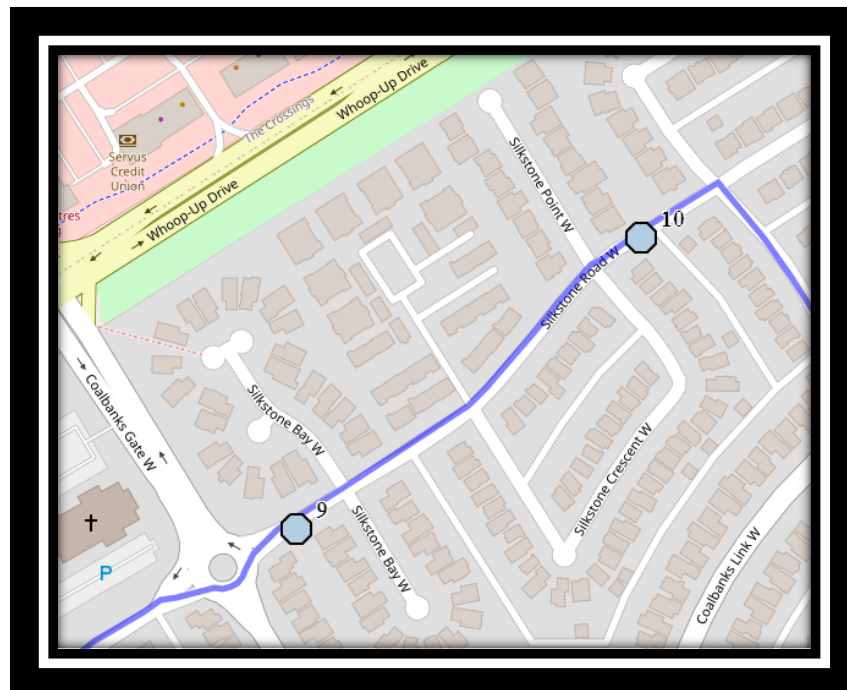 Whoop-Up Drive
The Crossings
Servus
Credit
Union
tres
Whoop-Up Drive
Silkstone Point W
10
Silkstone Road W
Coalbanks Gate W
Silkstone Bay W
Silkstone Crescent W
9
Silkstone Bay W
Coalbanks Link W
P